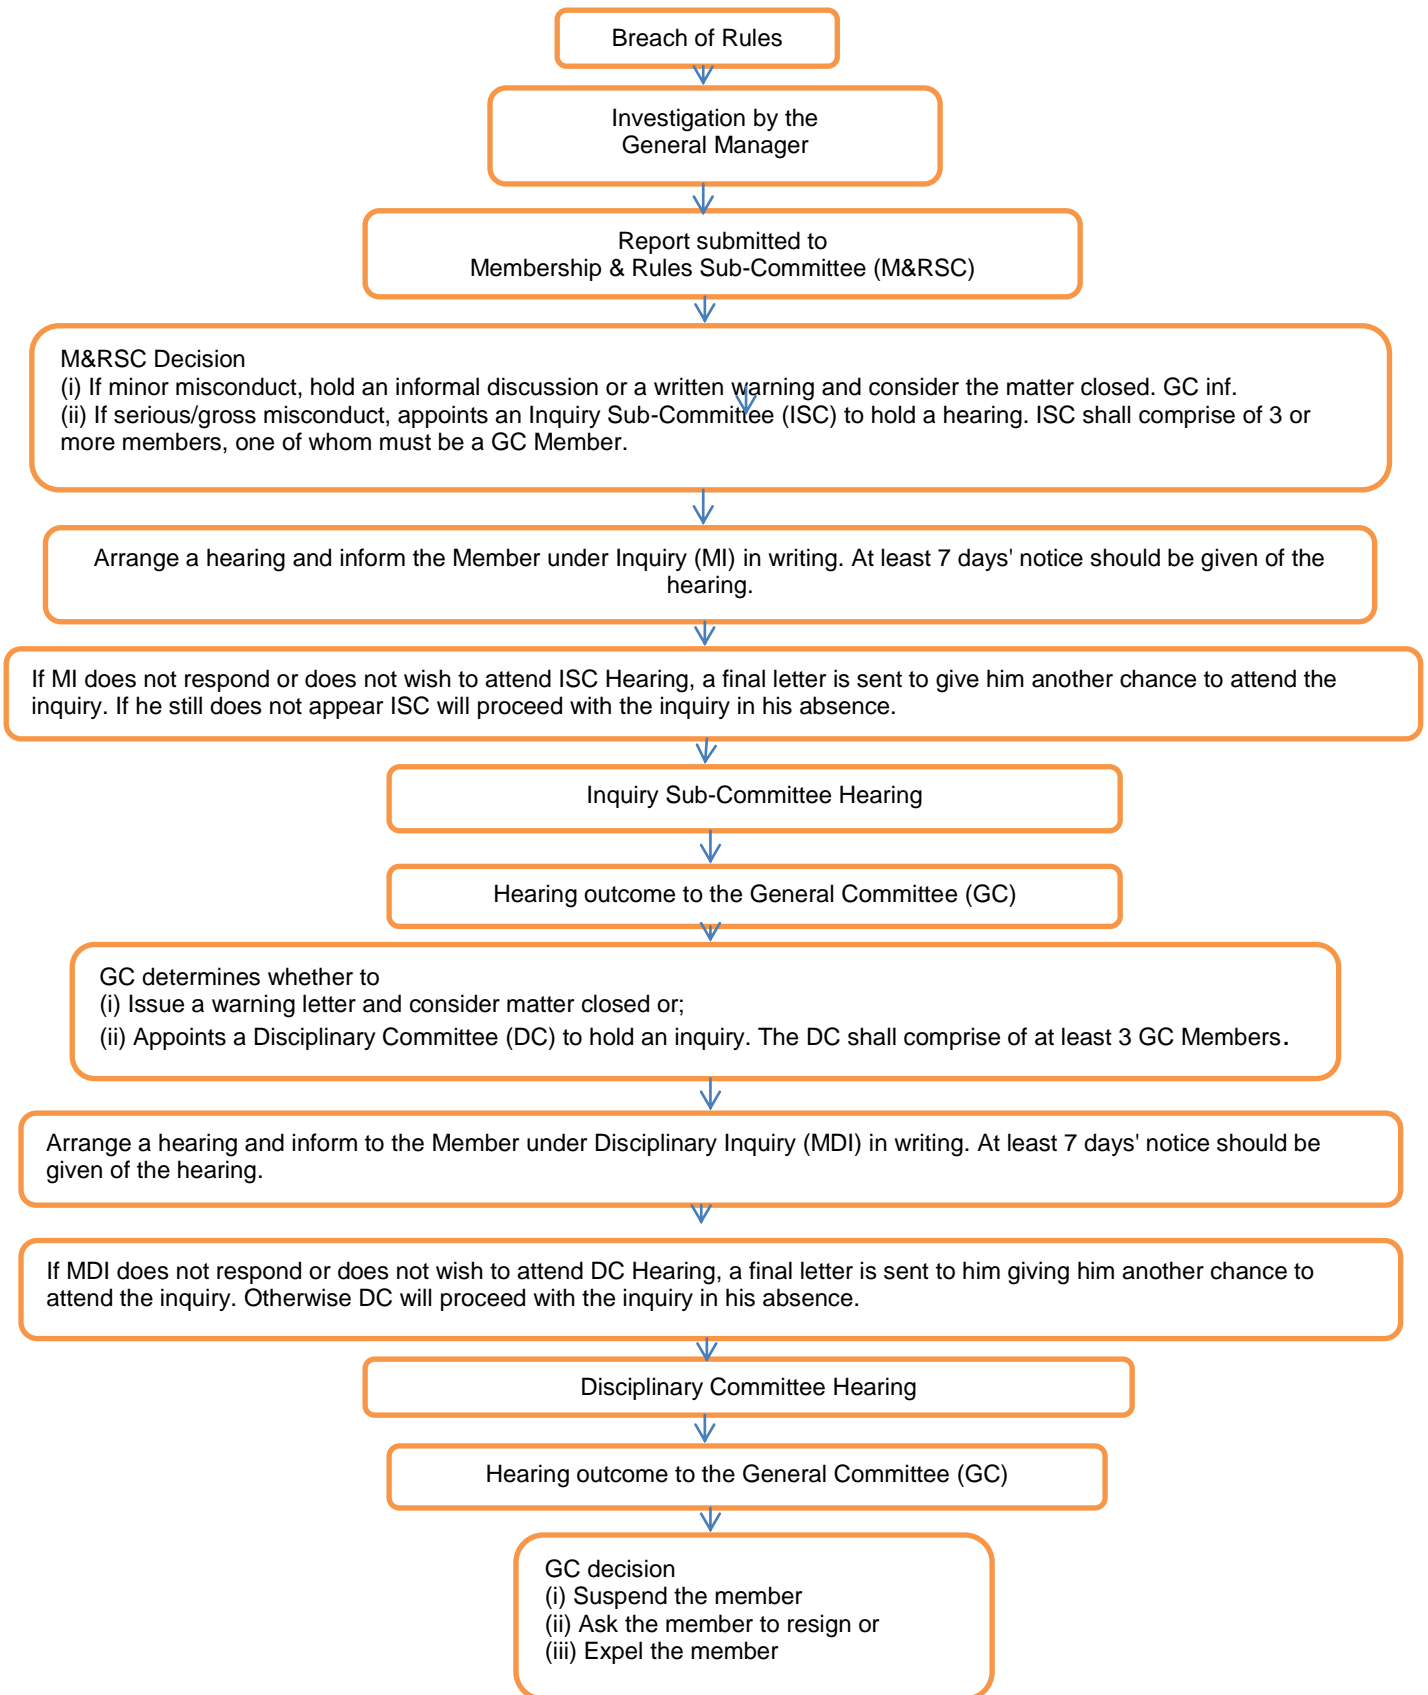 Breach of Rules
Investigation by the
General Manager
Report submitted to
Membership & Rules Sub-Committee (M&RSC)
M&RSC Decision
(i) If minor misconduct, hold an informal discussion or a written warning and consider the matter closed. GC inf.
(ii) If serious/gross misconduct, appoints an Inquiry Sub-Committee (ISC) to hold a hearing. ISC shall comprise of 3 or
more members, one of whom must be a GC Member.
Arrange a hearing and inform the Member under Inquiry (MI) in writing. At least 7 days' notice should be given of the
hearing.
If MI does not respond or does not wish to attend ISC Hearing, a final letter is sent to give him another chance to attend the
inquiry. If he still does not appear ISC will proceed with the inquiry in his absence.
Inquiry Sub-Committee Hearing
Hearing outcome to the General Committee (GC)
GC determines whether to
(i) Issue a warning letter and consider matter closed or;
(ii) Appoints a Disciplinary Committee (DC) to hold an inquiry. The DC shall comprise of at least 3 GC Members.
Arrange a hearing and inform to the Member under Disciplinary Inquiry (MDI) in writing. At least 7 days' notice should be
given of the hearing.
If MDI does not respond or does not wish to attend DC Hearing, a final letter is sent to him giving him another chance to
attend the inquiry. Otherwise DC will proceed with the inquiry in his absence.
Disciplinary Committee Hearing
Hearing outcome to the General Committee (GC)
GC decision
(i) Suspend the member
(ii) Ask the member to resign or
(iii) Expel the member